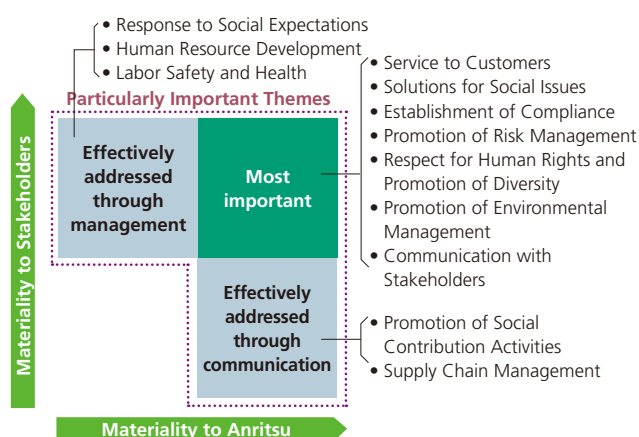 • Response to Social Expectations
• Human Resource Development
• Labor Safety and Health
Particularly Important Themes
Materiality to Stakeholders
Effectively
addressed
through
management
Most
important
• Service to Customers
• Solutions for Social Issues
• Establishment of Compliance
• Promotion of Risk Management
• Respect for Human Rights and
Promotion of Diversity
• Promotion of Environmental
Management
• Communication with
Stakeholders
Effectively
addressed
through
communication
• Promotion of Social
Contribution Activities
• Supply Chain Management
Materiality to Anritsu